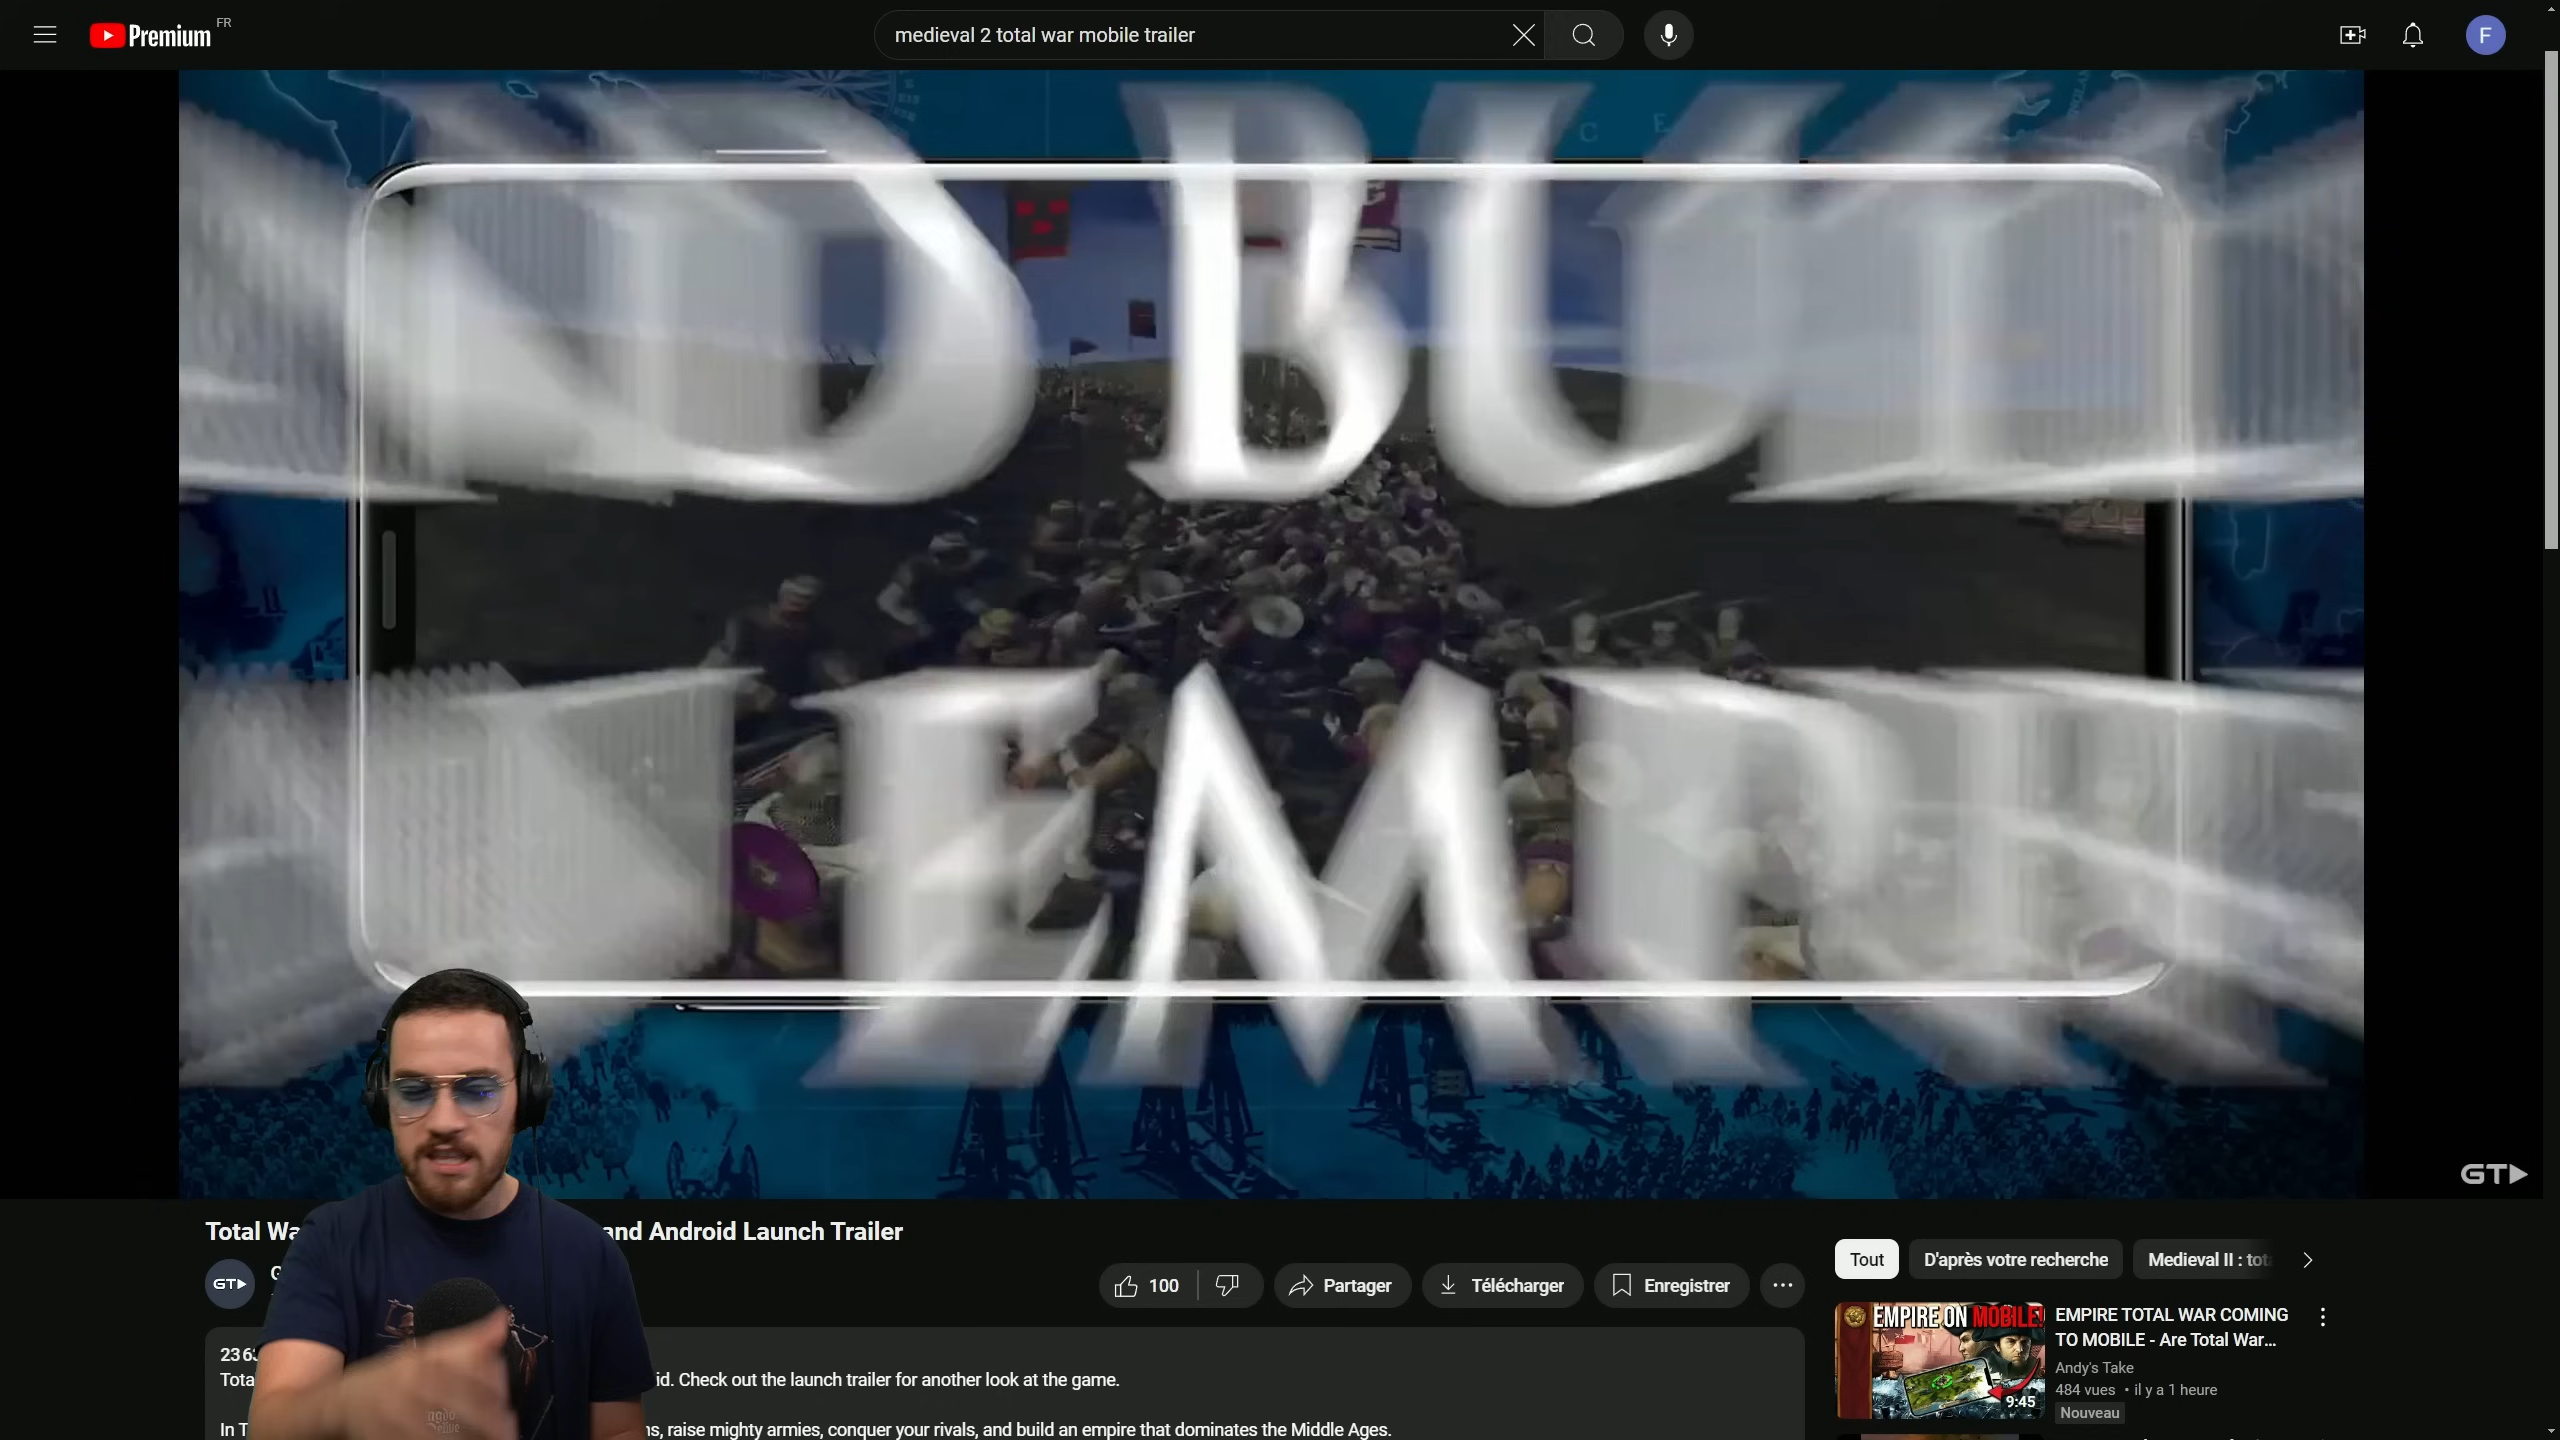 Premium FR
medieval 2 total war mobile trailer
F
D BUI
EMPI
GT
Total Wa
and Android Launch Trailer
GT
100
Partager
Télécharger
Enregistrer
Tout
D'après votre recherche
Medieval II : tot
EMPIRE ON MOBILE!
9:45
EMPIRE TOTAL WAR COMING
TO MOBILE - Are Total War...
Andy's Take
484 vues • il y a 1 heure
Nouveau
2363
Tota
id. Check out the launch trailer for another look at the game.
In T
ns, raise mighty armies, conquer your rivals, and build an empire that dominates the Middle Ages.